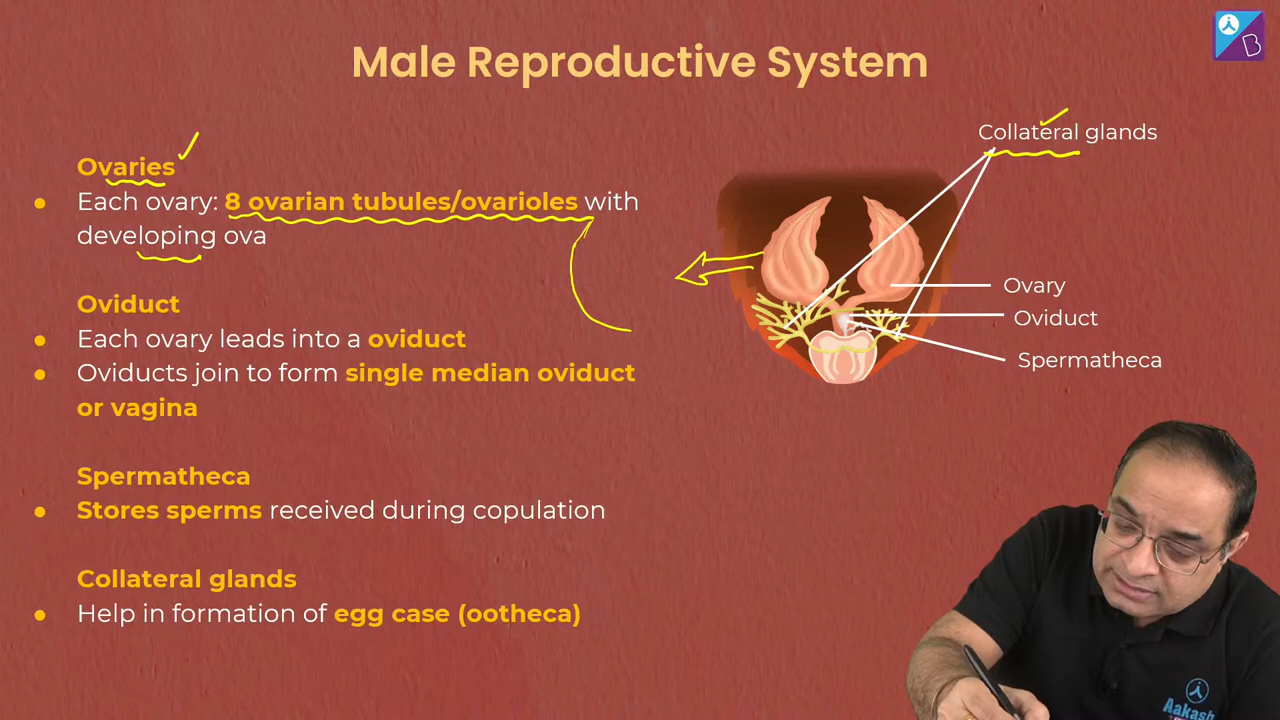 Male Reproductive System
Ovaries
Each ovary: 8 ovarian tubules/ovarioles with
developing ova
Oviduct
Each ovary leads into a oviduct
Oviducts join to form single median oviduct
or vagina
Spermatheca
Stores sperms received during copulation
Collateral glands
Help in formation of egg case (ootheca)
Collateral glands
Ovary
Oviduct
Spermatheca
B
Aakash